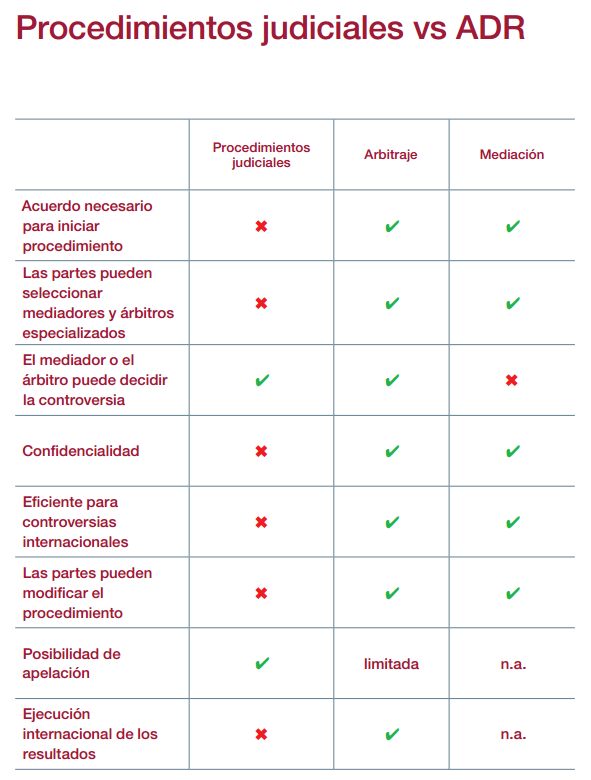 Procedimientos judiciales vs ADR
Procedimientos
judiciales
Arbitraje
Mediación
Acuerdo necesario
para iniciar
procedimiento
✖ ✔ ✔
Las partes pueden
seleccionar
mediadores y árbitros
especializados
✖ ✔ ✔
El mediador o el
árbitro puede decidir
la controversia
✔ ✔ ✖
Confidencialidad
✖ ✔ ✔
Eficiente para
controversias
internacionales
✖ ✔ ✔
Las partes pueden
modificar el
procedimiento
✖ ✔ ✔
Posibilidad de
apelación
✔ limitada n.a.
Ejecución
internacional de los
resultados
✖ ✔ n.a.